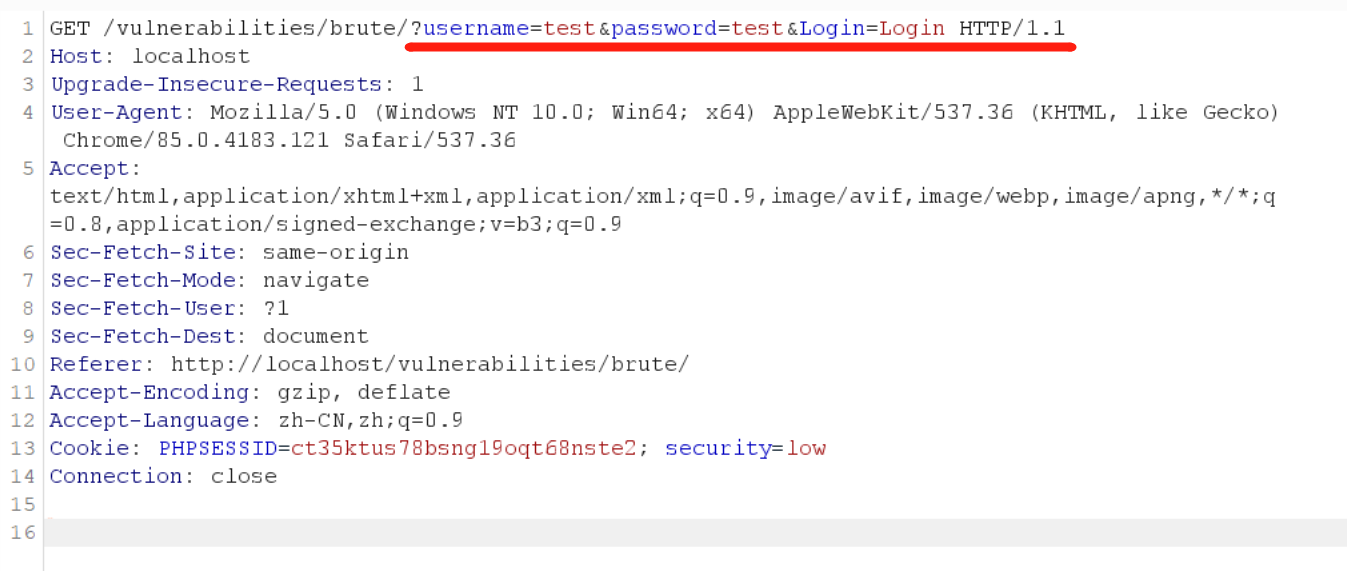 1 GET /vulnerabilities/brute/?username=test&password=test&Login=Login HTTP/1.1
2 Host: localhost
3 Upgrade-Insecure-Requests: 1
4 User-Agent: Mozilla/5.0 (Windows NT 10.0; Win64; x64) AppleWebKit/537.36 (KHTML, like Gecko)
Chrome/85.0.4183.121 Safari/537.36
5 Accept:
text/html,application/xhtml+xml,application/xml;q=0.9,image/avif,image/webp,image/apng,*/*;q
=0.8,application/signed-exchange;v=b3;q=0.9
6 Sec-Fetch-Site: same-origin
7 Sec-Fetch-Mode: navigate
8 Sec-Fetch-User: ?1
9 Sec-Fetch-Dest: document
10 Referer: http://localhost/vulnerabilities/brute/
11 Accept-Encoding: gzip, deflate
12 Accept-Language: zh-CN,zh;q=0.9
13 Cookie: PHPSESSID=ct35ktus78bsng19oqt68nste2; security=low
14 Connection: close
15
16